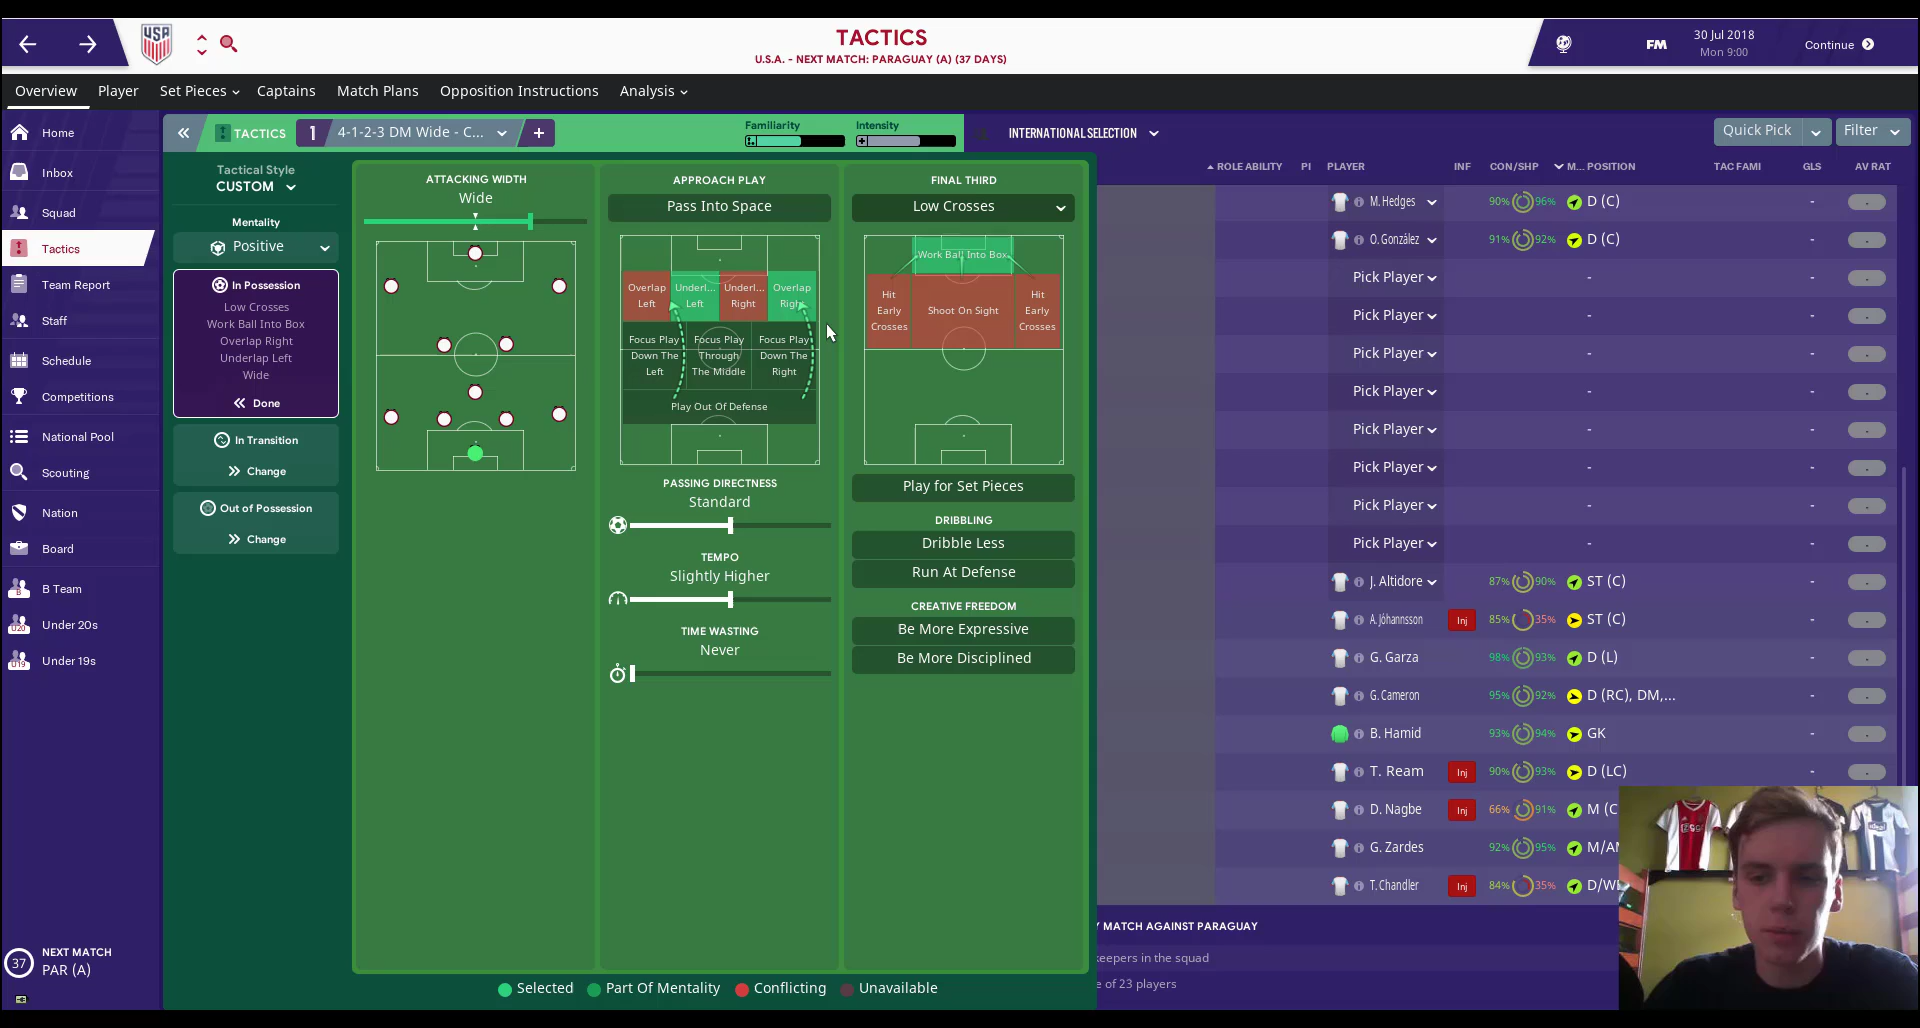 USA
TACTICS
U.S.A. - NEXT MATCH: PARAGUAY (A) (37 DAYS)
FM
30 Jul 2018
Mon 9:00
Continue
Overview
Player
Set Pieces
Captains
Match Plans
Opposition Instructions
Analysis
Home
Inbox
Squad
Tactics
Team Report
Staff
Schedule
Competitions
National Pool
Scouting
Nation
Board
B Team
Under 20s
Under 19s
NEXT MATCH
37
PAR (A)
TACTICS
1
4-1-2-3 DM Wide - C...
Familiarity
Intensity
Tactical Style
CUSTOM
Mentality
Positive
In Possession
Low Crosses
Work Ball Into Box
Overlap Right
Underlap Left
Wide
Done
In Transition
Change
Out of Possession
Change
ATTACKING WIDTH
Wide
APPROACH PLAY
Pass Into Space
Overlap Left
Underl... Left
Underl... Right
Overlap Right
Focus Play Down The Left
Focus Play Through The Middle
Focus Play Down The Right
Play Out Of Defense
PASSING DIRECTNESS
Standard
TEMPO
Slightly Higher
TIME WASTING
Never
FINAL THIRD
Low Crosses
Work Ball Into Box
Hit Early Crosses
Shoot On Sight
Hit Early Crosses
Play for Set Pieces
DRIBBLING
Dribble Less
Run At Defense
CREATIVE FREEDOM
Be More Expressive
Be More Disciplined
Selected
Part Of Mentality
Conflicting
Unavailable
INTERNATIONAL SELECTION
Quick Pick
Filter
ROLE ABILITY PI PLAYER INF CON/SHP M... POSITION TAC FAMI GLS AV RAT
M. Hedges 90% 96% D (C) -
O. González 91% 92% D (C) -
Pick Player - -
Pick Player - -
Pick Player - -
Pick Player - -
Pick Player - -
Pick Player - -
Pick Player - -
Pick Player - -
J. Altidore 87% 90% ST (C) -
A. Jóhannsson Inj 85% 35% ST (C) -
G. Garza 98% 93% D (L) -
G. Cameron 95% 92% D (RC), DM,... -
B. Hamid 93% 94% GK -
T. Ream Inj 90% 93% D (LC) -
D. Nagbe Inj 66% 91% M (C
G. Zardes 92% 95% M/AM
T. Chandler Inj 84% 35% D/W
Y MATCH AGAINST PARAGUAY
keepers in the squad
e of 23 players